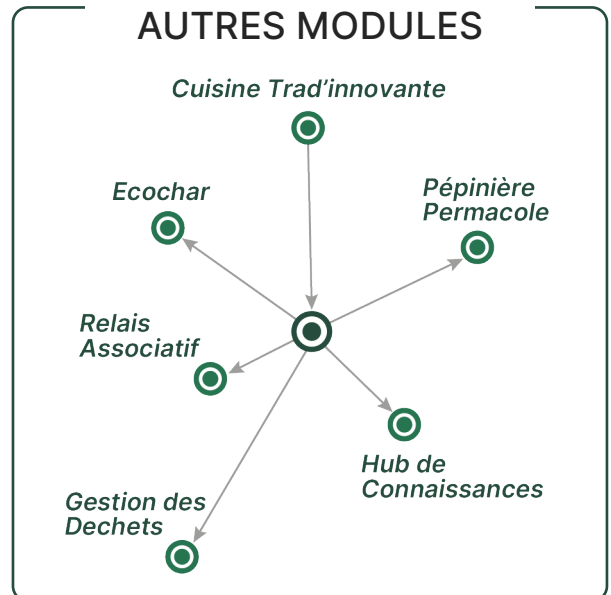 AUTRES MODULES
Cuisine Trad’innovante
Ecochar
Pépinière
Permacole
Relais
Associatif
Hub de
Connaissances
Gestion des
Dechets